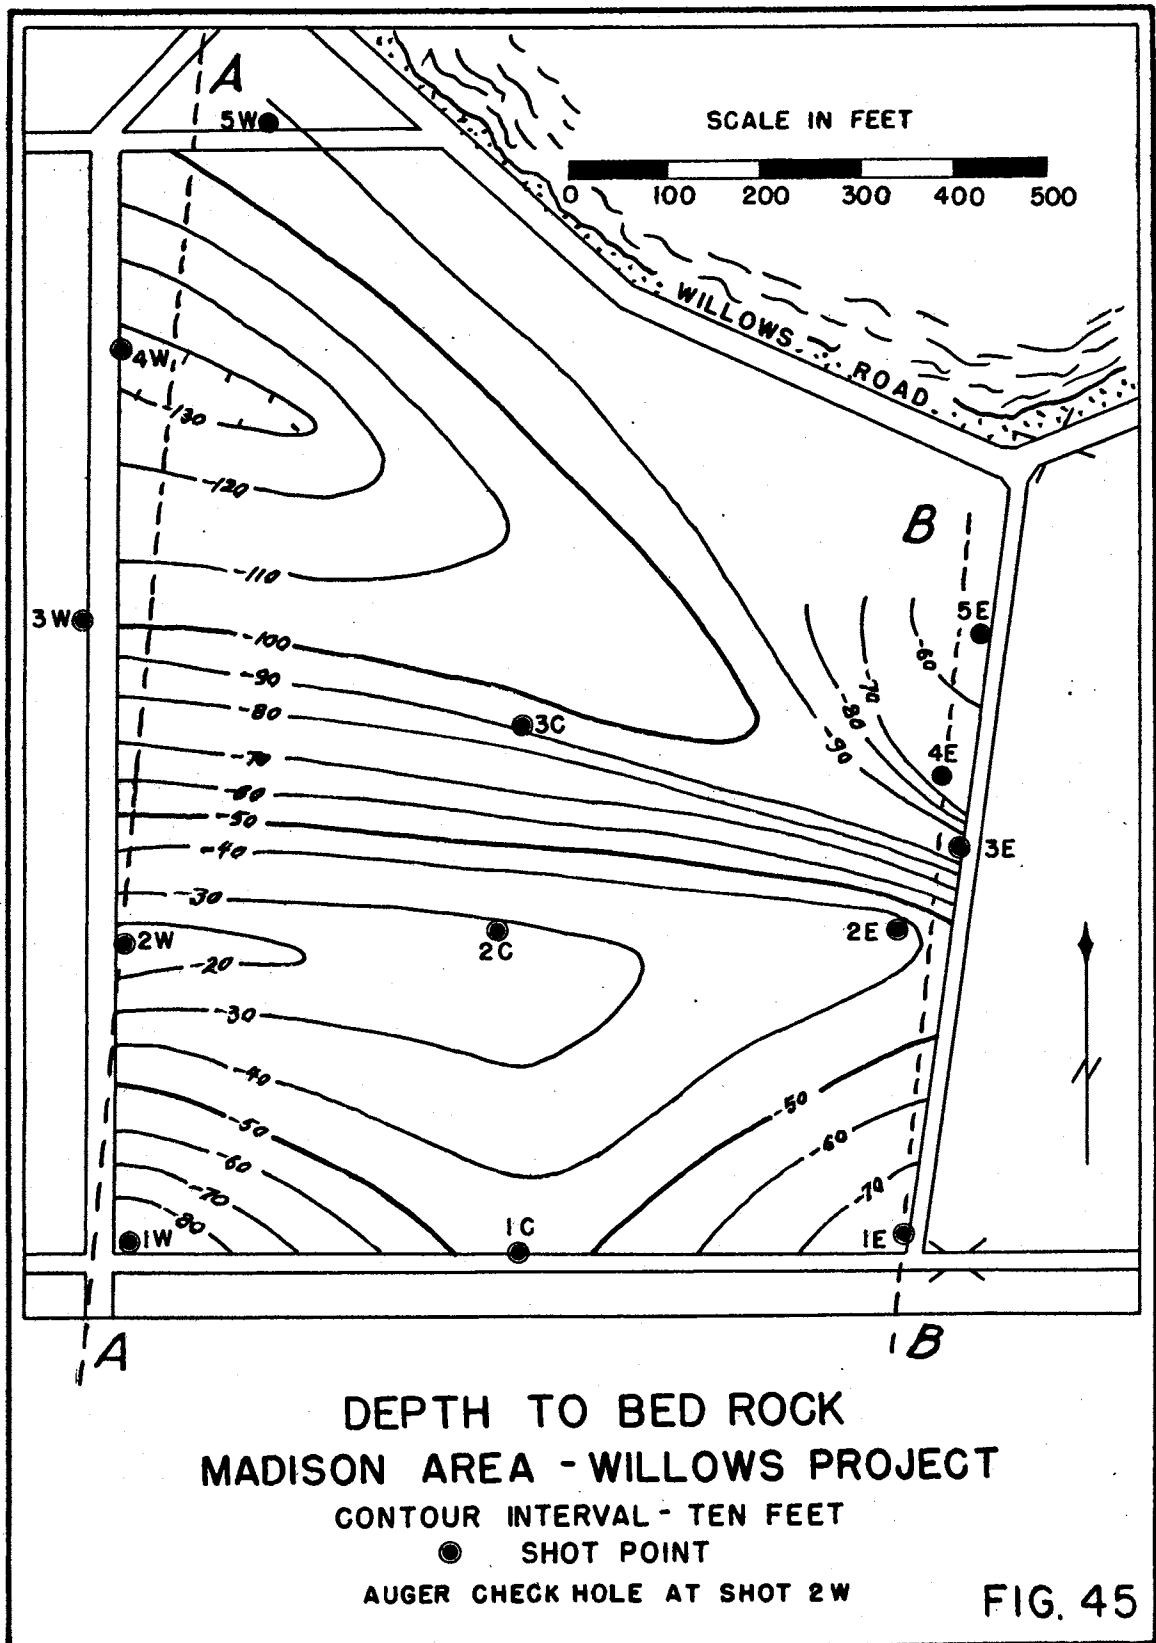 A
5W
SCALE IN FEET
0 100 200 300 400 500
WILLOWS ROAD
4W
-130
-120
B
-110
3W
5E
-100
-60
-90
-70
-80
3C
-80
-90
4E
-70
-60
-50
-40
3E
-30
2W
2C
2E
-20
-30
-40
-50
-50
-60
-60
-70
-70
-80
1W
1C
1E
A
B
DEPTH TO BED ROCK
MADISON AREA - WILLOWS PROJECT
CONTOUR INTERVAL - TEN FEET
SHOT POINT
AUGER CHECK HOLE AT SHOT 2W
FIG. 45